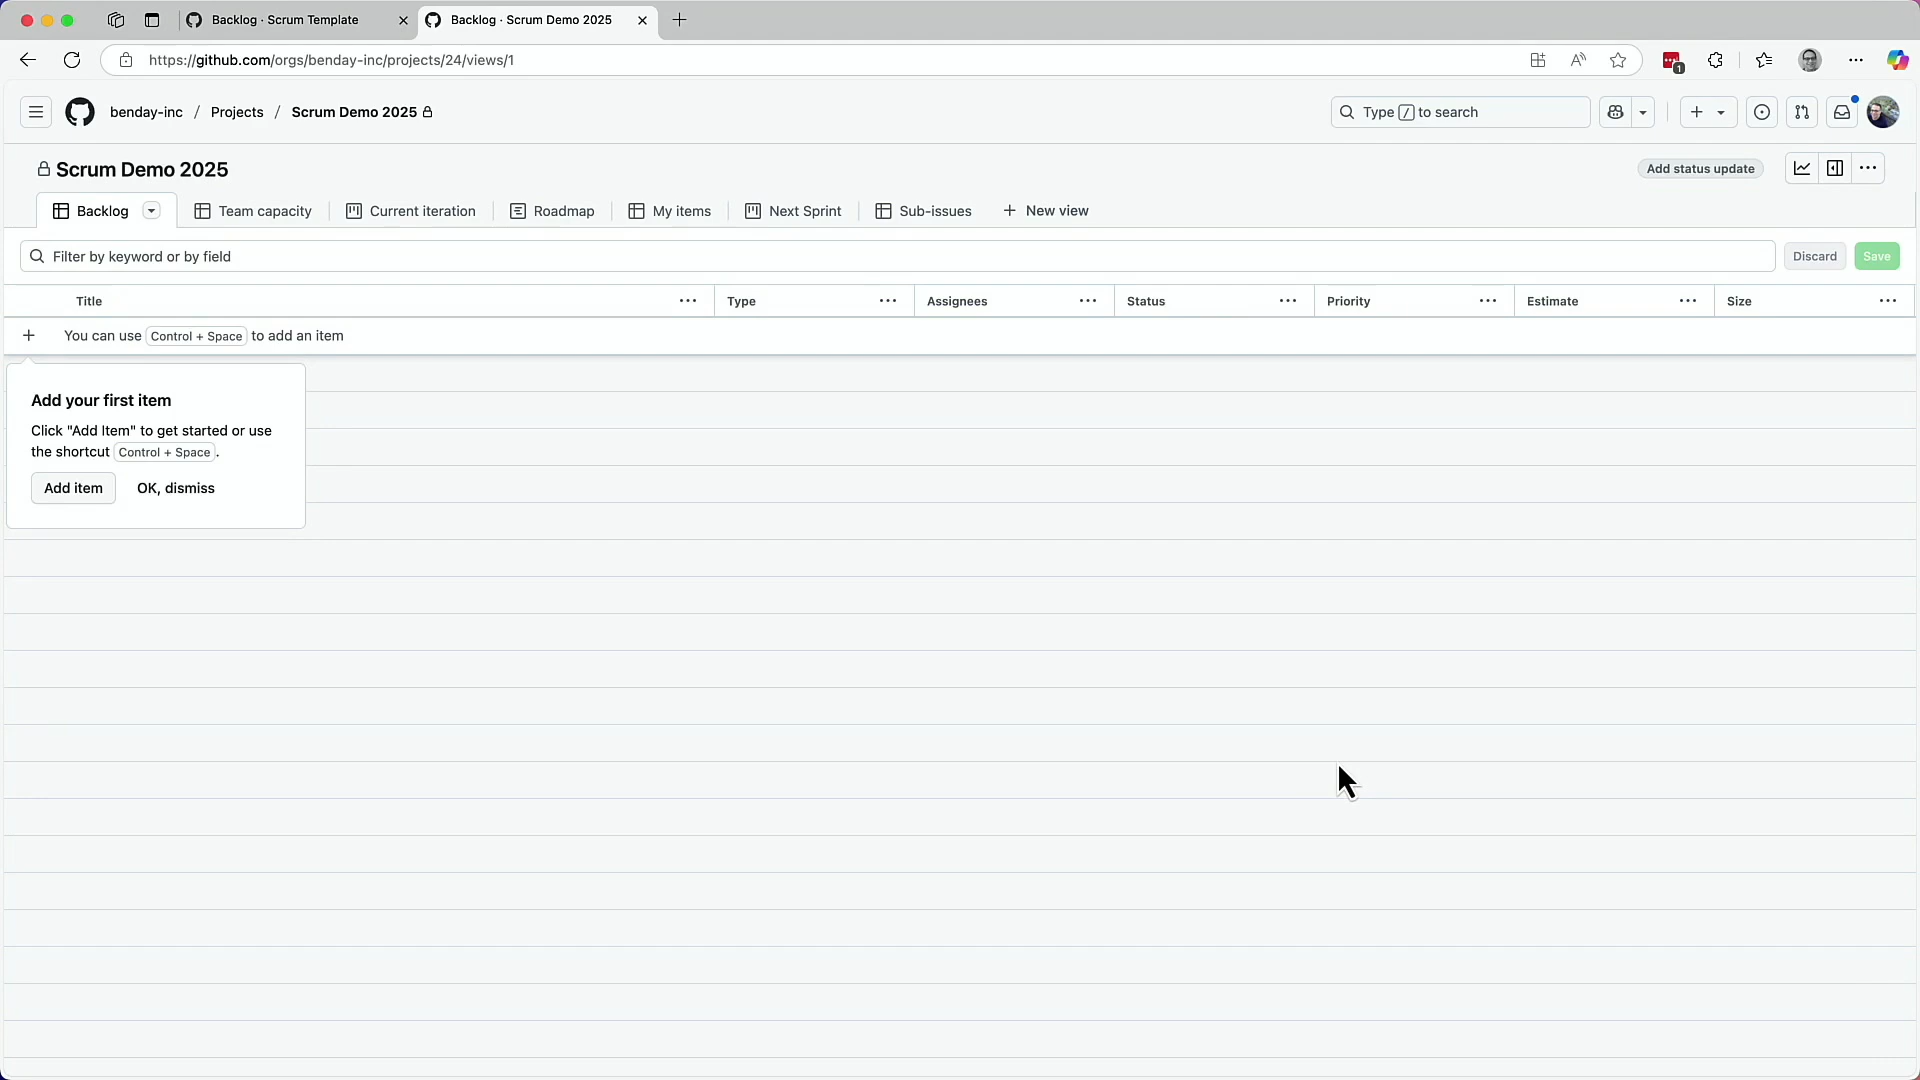 Backlog · Scrum Template
Backlog · Scrum Demo 2025
https://github.com/orgs/benday-inc/projects/24/views/1
1
benday-inc / Projects / Scrum Demo 2025
Type / to search
Scrum Demo 2025
Add status update
Backlog
Team capacity
Current iteration
Roadmap
My items
Next Sprint
Sub-issues
New view
Filter by keyword or by field
Discard
Save
Title
Type
Assignees
Status
Priority
Estimate
Size
You can use Control + Space to add an item
Add your first item
Click "Add Item" to get started or use
the shortcut Control + Space.
Add item
OK, dismiss